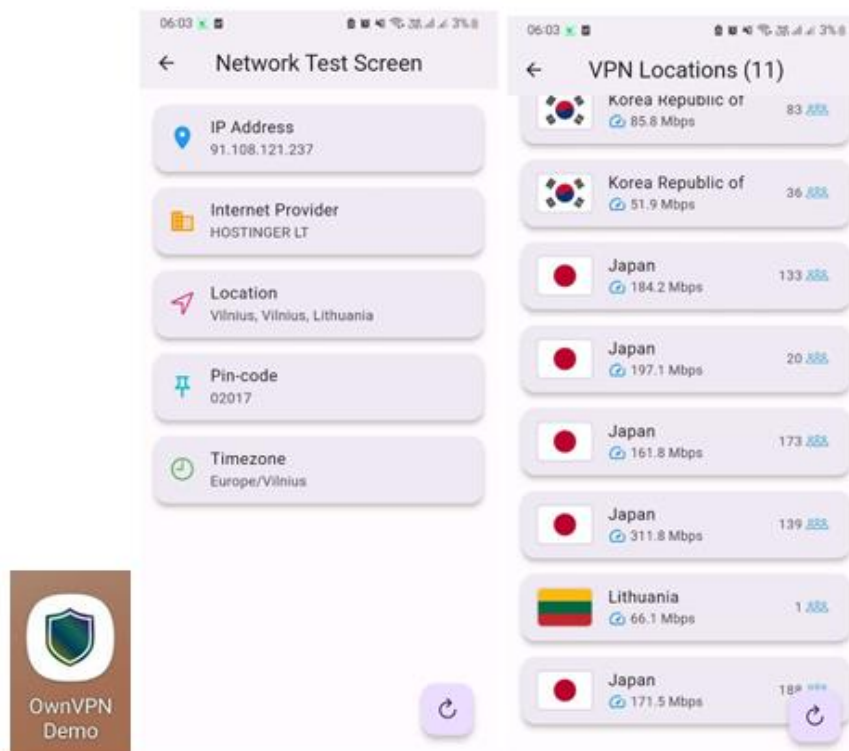 06:03
3%
Network Test Screen
IP Address
91.108.121.237
Internet Provider
HOSTINGER LT
Location
Vilnius, Vilnius, Lithuania
Pin-code
02017
Timezone
Europe/Vilnius
OwnVPN
Demo
06:03
3%
VPN Locations (11)
Korea Republic of
83
85.8 Mbps
Korea Republic of
36
51.9 Mbps
Japan
133
184.2 Mbps
Japan
20
197.1 Mbps
Japan
173
161.8 Mbps
Japan
139
311.8 Mbps
Lithuania
1
66.1 Mbps
Japan
171.5 Mbps